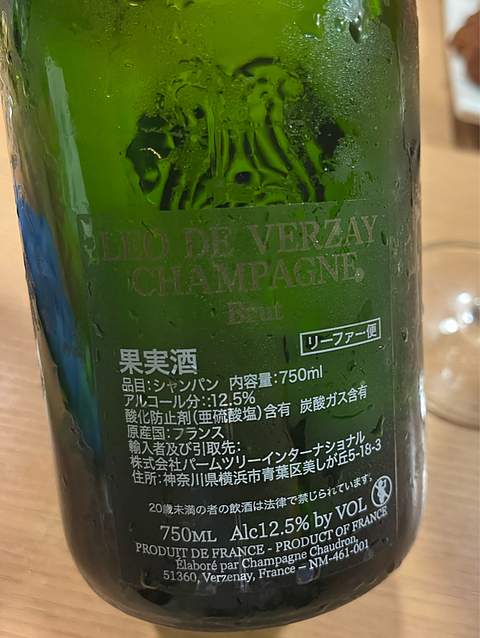 LEO DE VERZAY
CHAMPAGNE
Brut
リーファー便
果実酒
品目:シャンパン 内容量:750ml
アルコール分:12.5%
酸化防止剤(亜硫酸塩)含有 炭酸ガス含有
原産国:フランス
輸入者及び引取先:
株式会社パームツリーインターナショナル
住所:神奈川県横浜市青葉区美しが丘5-18-3
20歳未満の者の飲酒は法律で禁じられています。
750ML Alc12.5% by VOL
PRODUIT DE FRANCE - PRODUCT OF FRANCE
Élaboré par Champagne Chaudron,
51360, Verzenay, France – NM-461-001